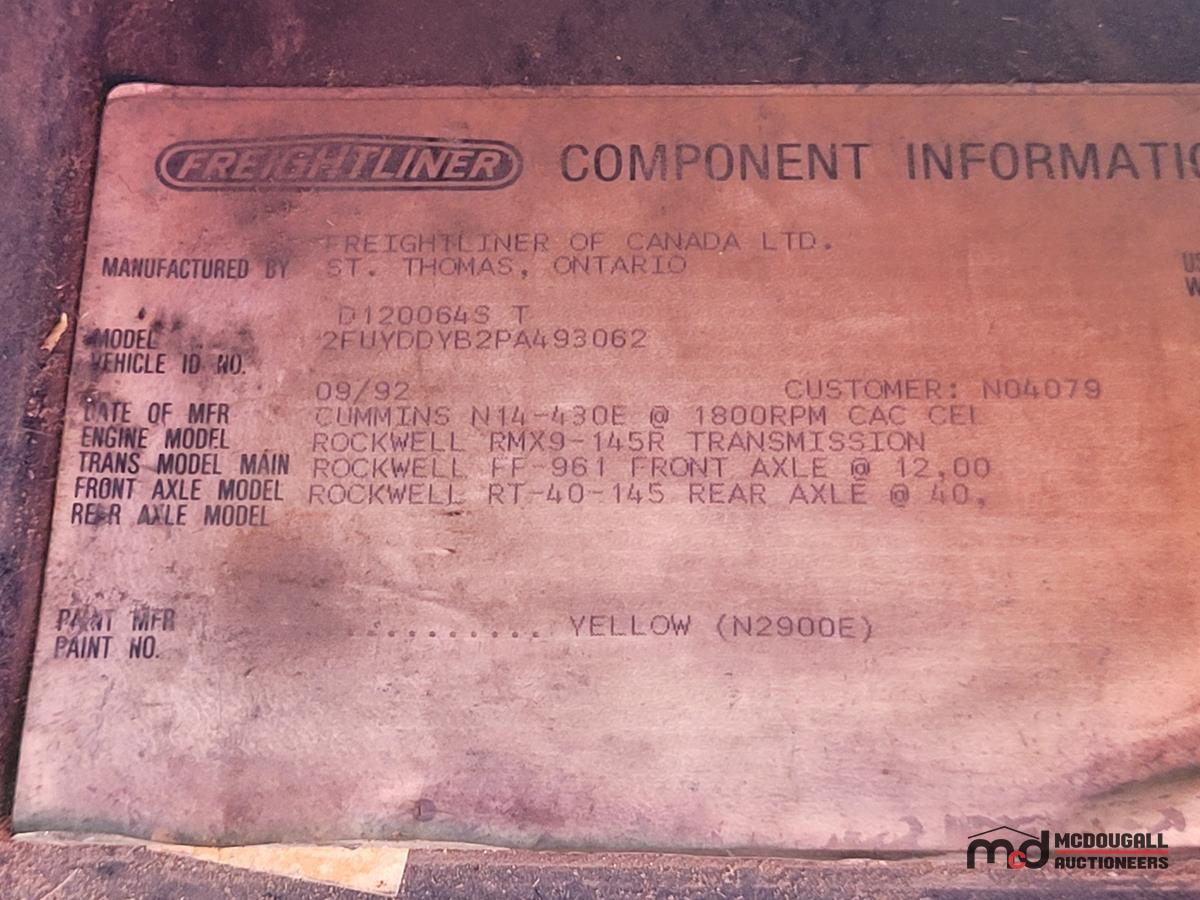 FREIGHTLINER COMPONENT INFORMATIO
FREIGHTLINER OF CANADA LTD.
MANUFACTURED BY ST. THOMAS, ONTARIO
US
W
D120064S T
MODEL 2FUYDDYB2PA493062
VEHICLE ID NO.
09/92 CUSTOMER: N04079
DATE OF MFR CUMMINS N14-430E @ 1800RPM CAC CEL
ENGINE MODEL ROCKWELL RMX9-145R TRANSMISSION
TRANS MODEL MAIN ROCKWELL FF-961 FRONT AXLE @ 12,00
FRONT AXLE MODEL ROCKWELL RT-40-145 REAR AXLE @ 40,
REAR AXLE MODEL
PAINT MFR .......... YELLOW (N2900E)
PAINT NO.
mcd MCDOUGALL
AUCTIONEERS